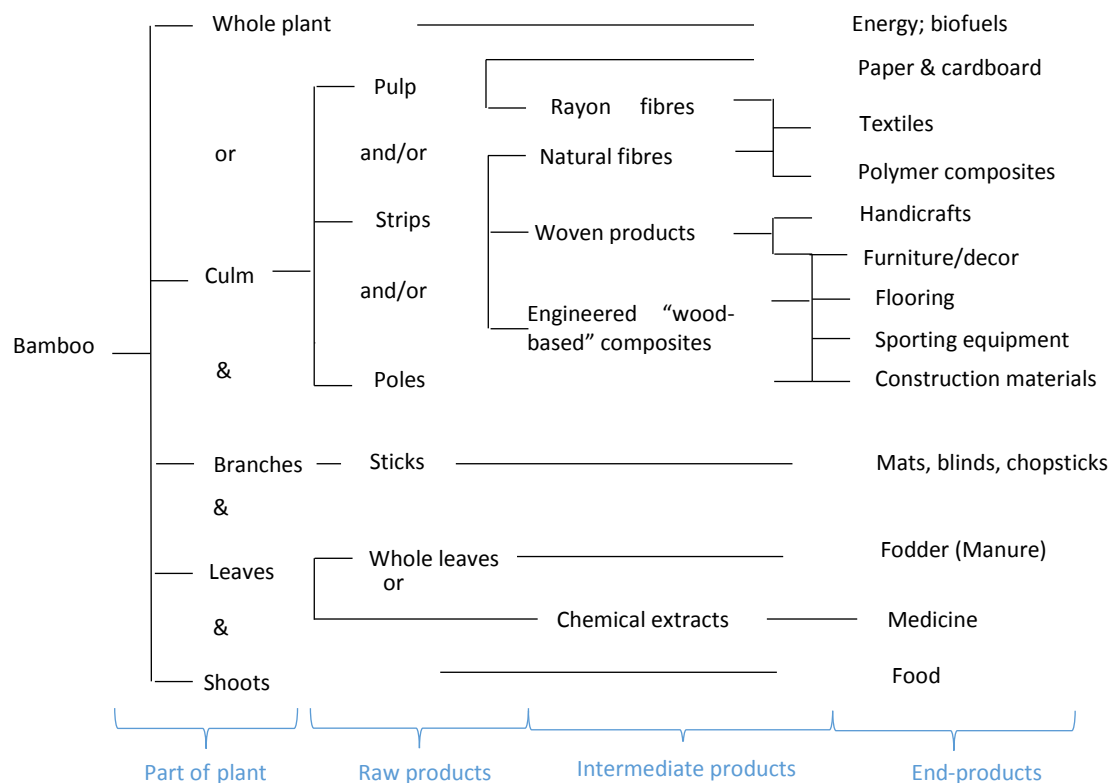 Whole plant Energy; biofuels
Paper & cardboard
Pulp
Rayon fibres
or and/or Textiles
Natural fibres
Polymer composites
Strips Handicrafts
Woven products
Culm Furniture/decor
and/or Flooring
Engineered “wood-
based” composites
Bamboo Sporting equipment
& Poles Construction materials
Branches Sticks Mats, blinds, chopsticks
&
Whole leaves Fodder (Manure)
Leaves or
& Chemical extracts Medicine
Shoots Food
Part of plant Raw products Intermediate products End-products